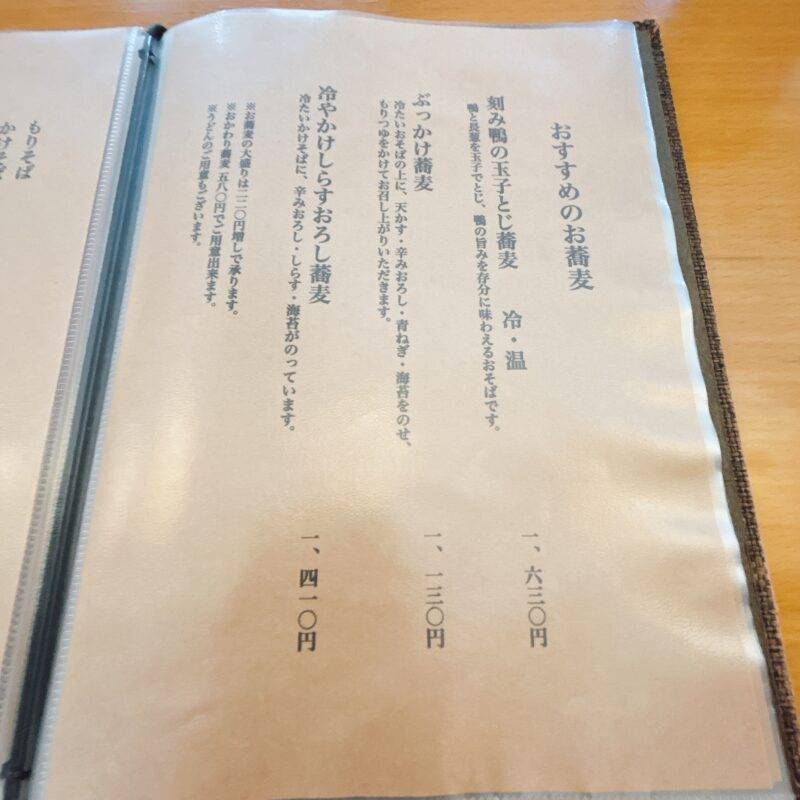 おすすめのお蕎麦
刻み鴨の玉子とじ蕎麦 冷・温 一、六三〇円
鴨と長葱を玉子でとじ、鴨の旨みを存分に味わえるおそばです。
ぶっかけ蕎麦 一、一三〇円
冷たいおそばの上に、天かす・辛みおろし・青ねぎ・海苔をのせ、
もりつゆをかけてお召し上がりいただきます。
冷やかけしらすおろし蕎麦 一、四一〇円
冷たいかけそばに、辛みおろし・しらす・海苔がのっています。
※お蕎麦の大盛りは二二〇円増しで承ります。
※おかわり蕎麦 五八〇円でご用意出来ます。
※うどんのご用意もございます。
もりそば
かけそば